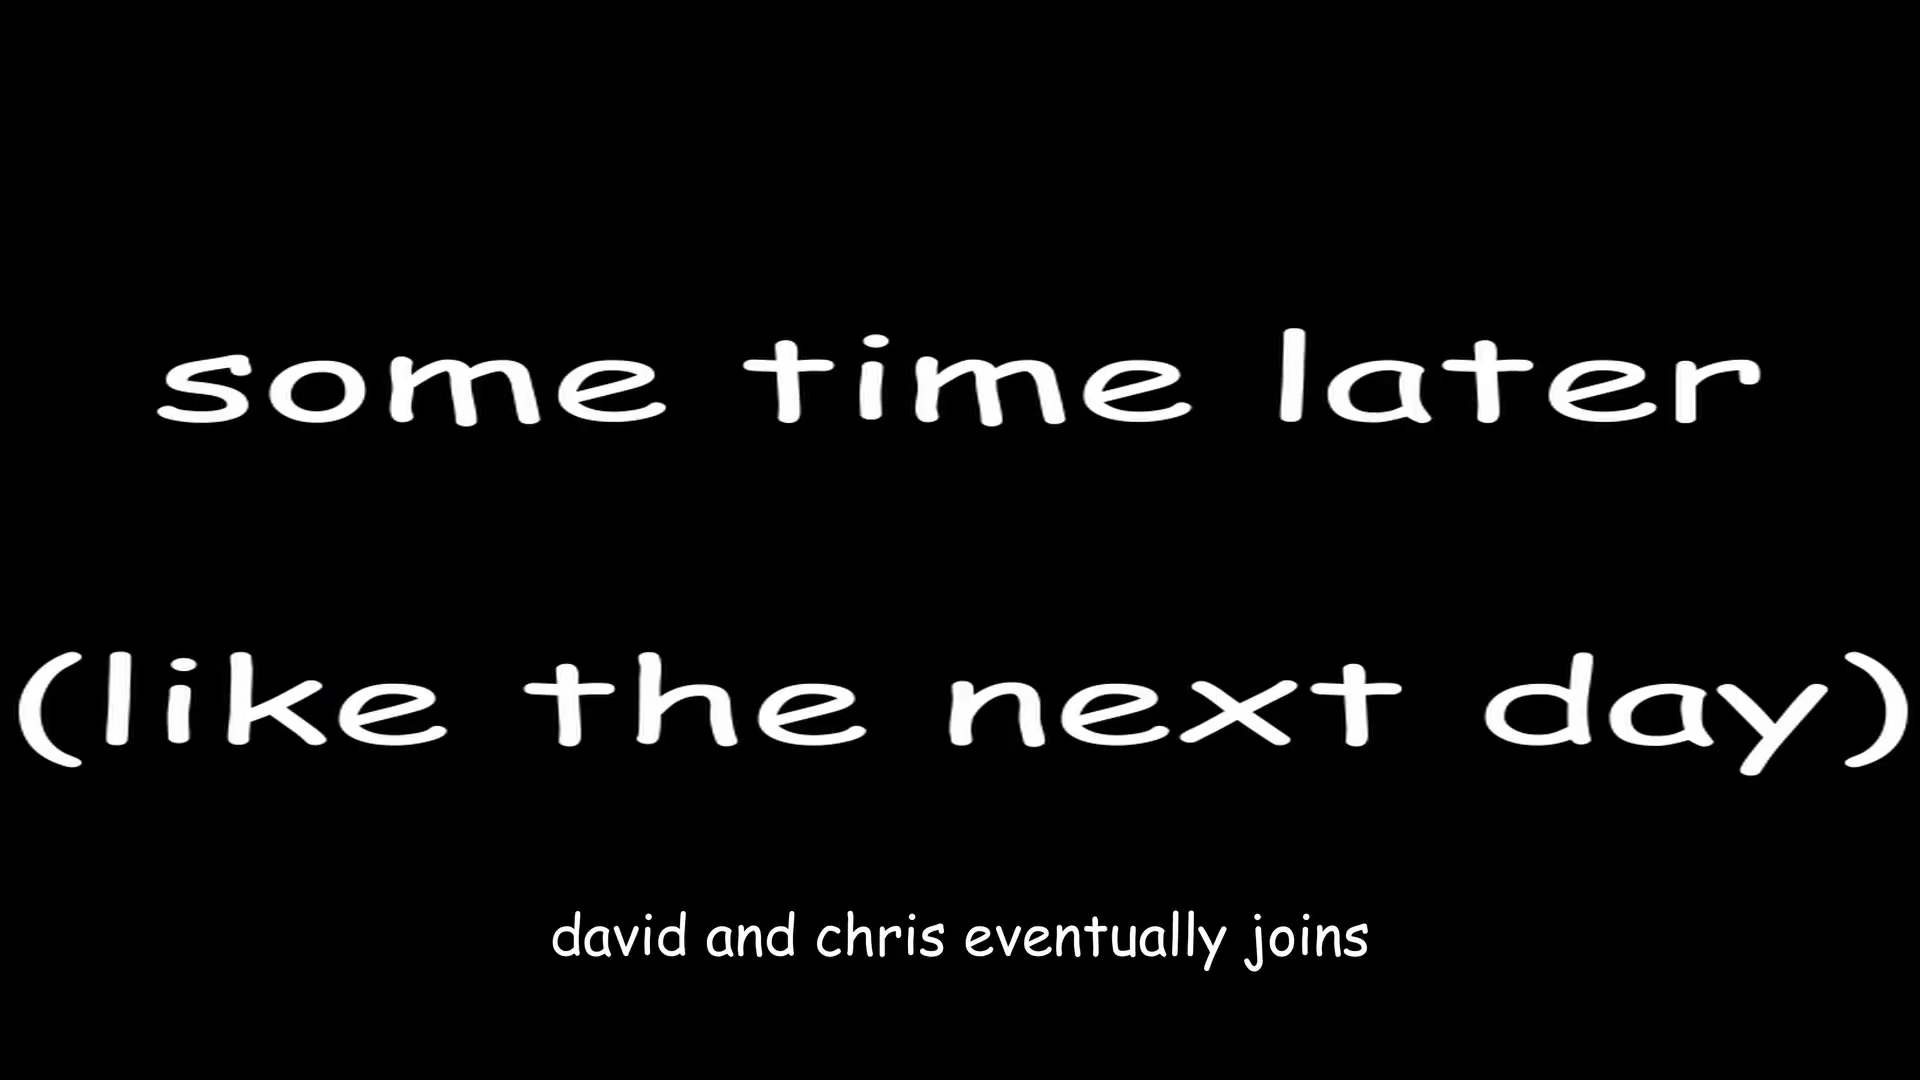 some time later
(like the next day)
david and chris eventually joins